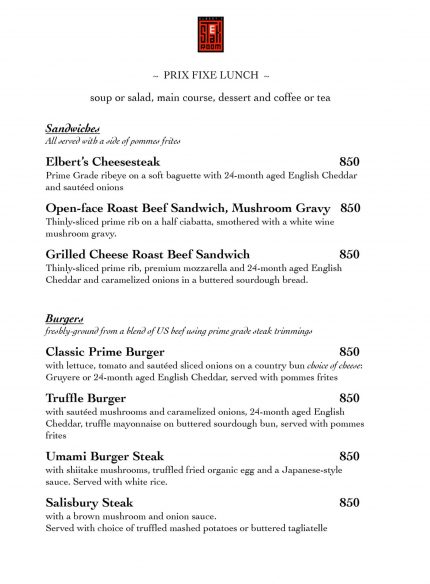 STEAK
ROOM
~ PRIX FIXE LUNCH ~
soup or salad, main course, dessert and coffee or tea
Sandwiches
All served with a side of pommes frites
Elbert's Cheesesteak 850
Prime Grade ribeye on a soft baguette with 24-month aged English Cheddar
and sautéed onions
Open-face Roast Beef Sandwich, Mushroom Gravy 850
Thinly-sliced prime rib on a half ciabatta, smothered with a white wine
mushroom gravy.
Grilled Cheese Roast Beef Sandwich 850
Thinly-sliced prime rib, premium mozzarella and 24-month aged English
Cheddar and caramelized onions in a buttered sourdough bread.
Burgers
freshly-ground from a blend of US beef using prime grade steak trimmings
Classic Prime Burger 850
with lettuce, tomato and sautéed sliced onions on a country bun choice of cheese:
Gruyere or 24-month aged English Cheddar, served with pommes frites
Truffle Burger 850
with sautéed mushrooms and caramelized onions, 24-month aged English
Cheddar, truffle mayonnaise on buttered sourdough bun, served with pommes
frites
Umami Burger Steak 850
with shiitake mushrooms, truffled fried organic egg and a Japanese-style
sauce. Served with white rice.
Salisbury Steak 850
with a brown mushroom and onion sauce.
Served with choice of truffled mashed potatoes or buttered tagliatelle